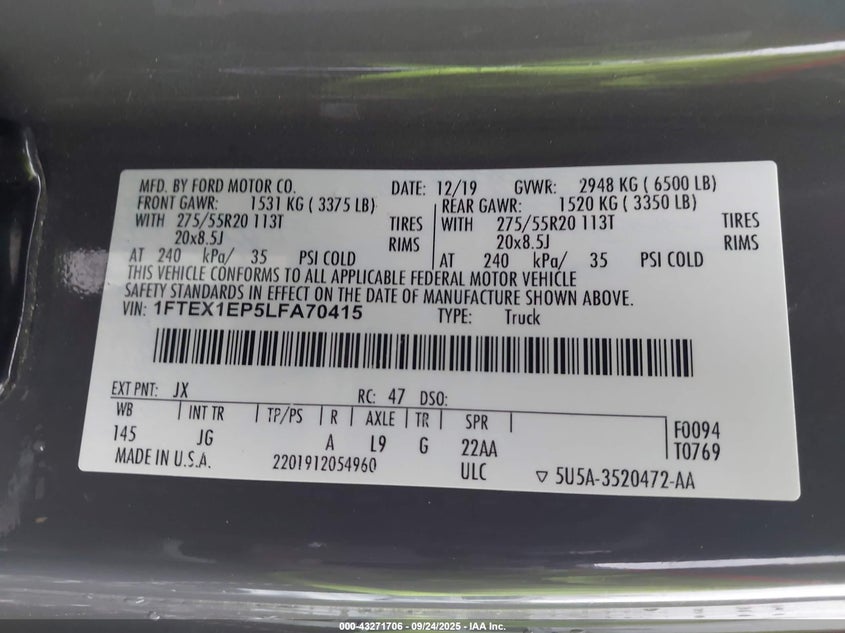 MFD. BY FORD MOTOR CO. DATE: 12/19 GVWR: 2948 KG ( 6500 LB)
FRONT GAWR: 1531 KG ( 3375 LB) REAR GAWR: 1520 KG ( 3350 LB)
WITH 275/55R20 113T TIRES WITH 275/55R20 113T TIRES
20x8.5J RIMS 20x8.5J RIMS
AT 240 kPa/ 35 PSI COLD AT 240 kPa/ 35 PSI COLD
THIS VEHICLE CONFORMS TO ALL APPLICABLE FEDERAL MOTOR VEHICLE
SAFETY STANDARDS IN EFFECT ON THE DATE OF MANUFACTURE SHOWN ABOVE.
VIN: 1FTEX1EP5LFA70415 TYPE: Truck
EXT PNT: JX RC: 47 DSO:
WB INT TR TP/PS R AXLE TR SPR F0094
145 JG A L9 G 22AA T0769
MADE IN U.S.A. 2201912054960 ULC ▽ 5U5A-3520472-AA
000-43271706 - 09/24/2025 - IAA Inc.